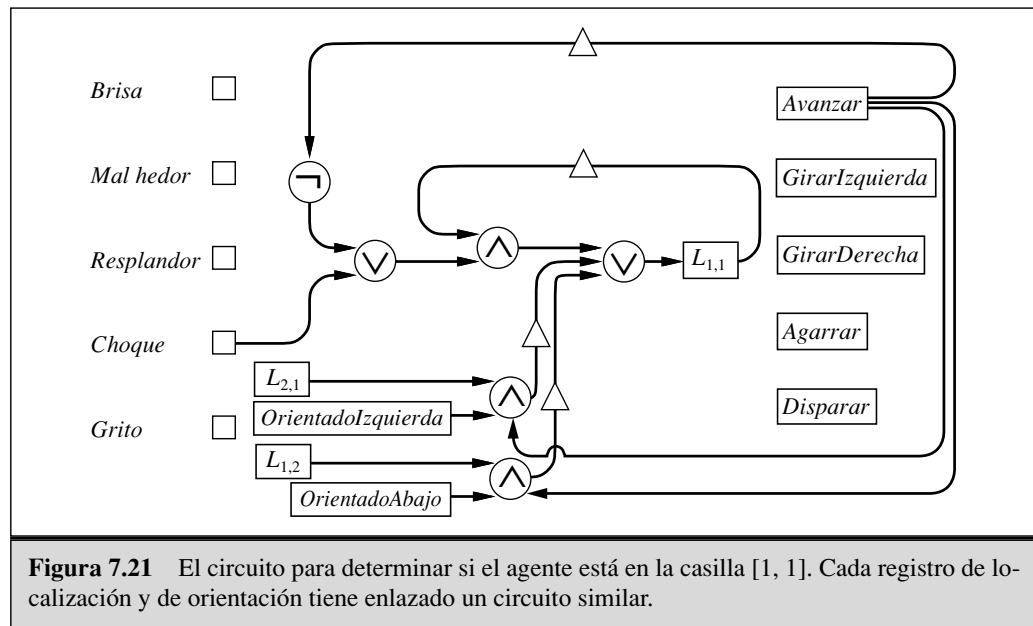 Brisa
Mal hedor
Resplandor
Choque
Grito
¬
∨
∧
∨
L1,1
L2,1
OrientadoIzquierda
∧
L1,2
OrientadoAbajo
∧
Avanzar
GirarIzquierda
GirarDerecha
Agarrar
Disparar
Figura 7.21 El circuito para determinar si el agente está en la casilla [1, 1]. Cada registro de lo-
calización y de orientación tiene enlazado un circuito similar.